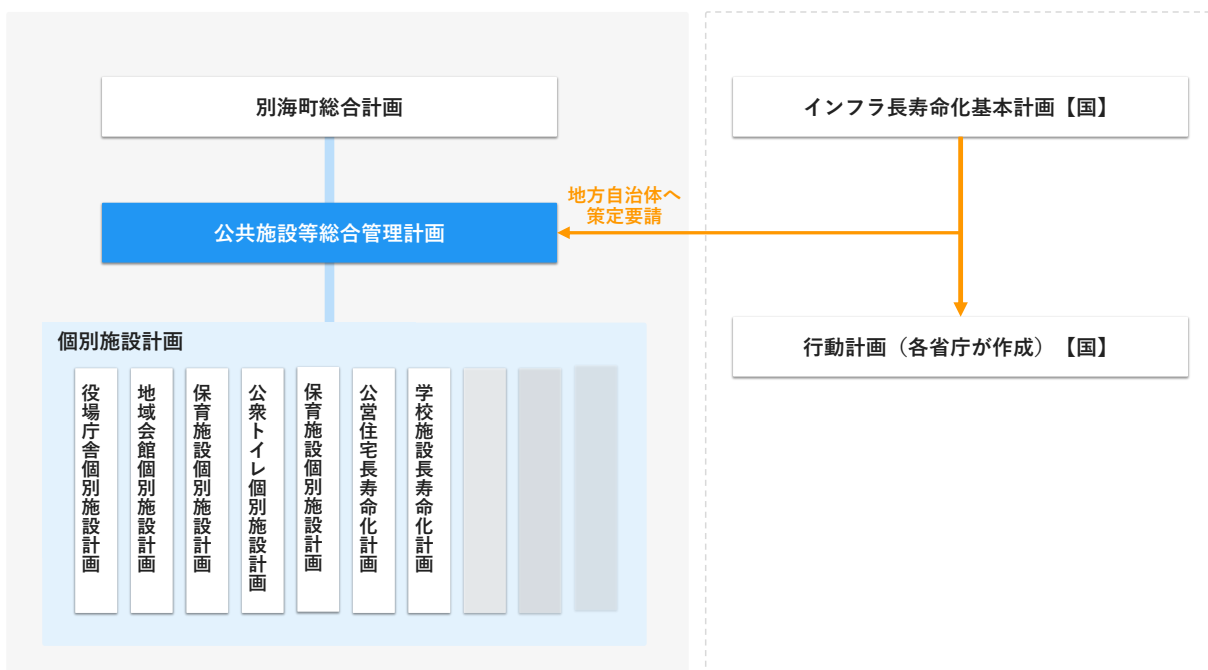 別海町総合計画
インフラ長寿命化基本計画【国】
地方自治体へ
策定要請
公共施設等総合管理計画
行動計画（各省庁が作成）【国】
個別施設計画
役場庁舎個別施設計画
地域会館個別施設計画
保育施設個別施設計画
公衆トイレ個別施設計画
保育施設個別施設計画
公営住宅長寿命化計画
学校施設長寿命化計画